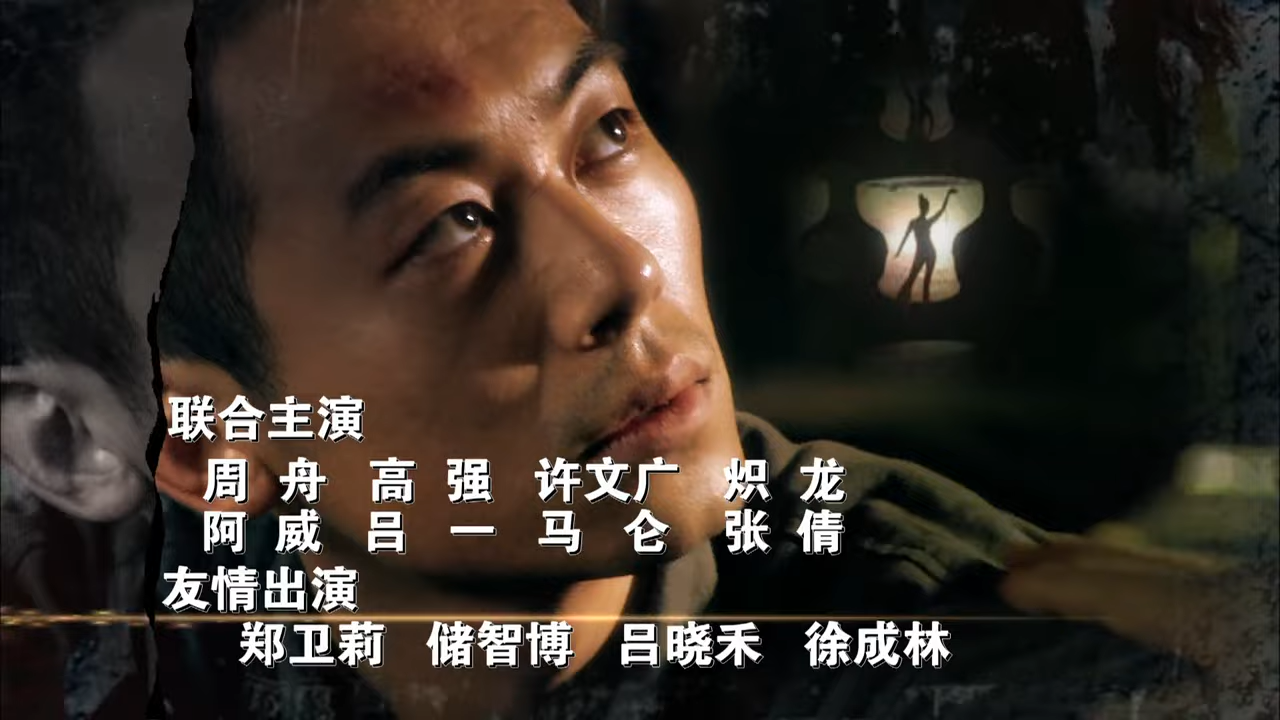 联合主演
周舟 高强 许文广 炽龙
阿威 吕一 马仑 张倩
友情出演
郑卫莉 储智博 吕晓禾 徐成林